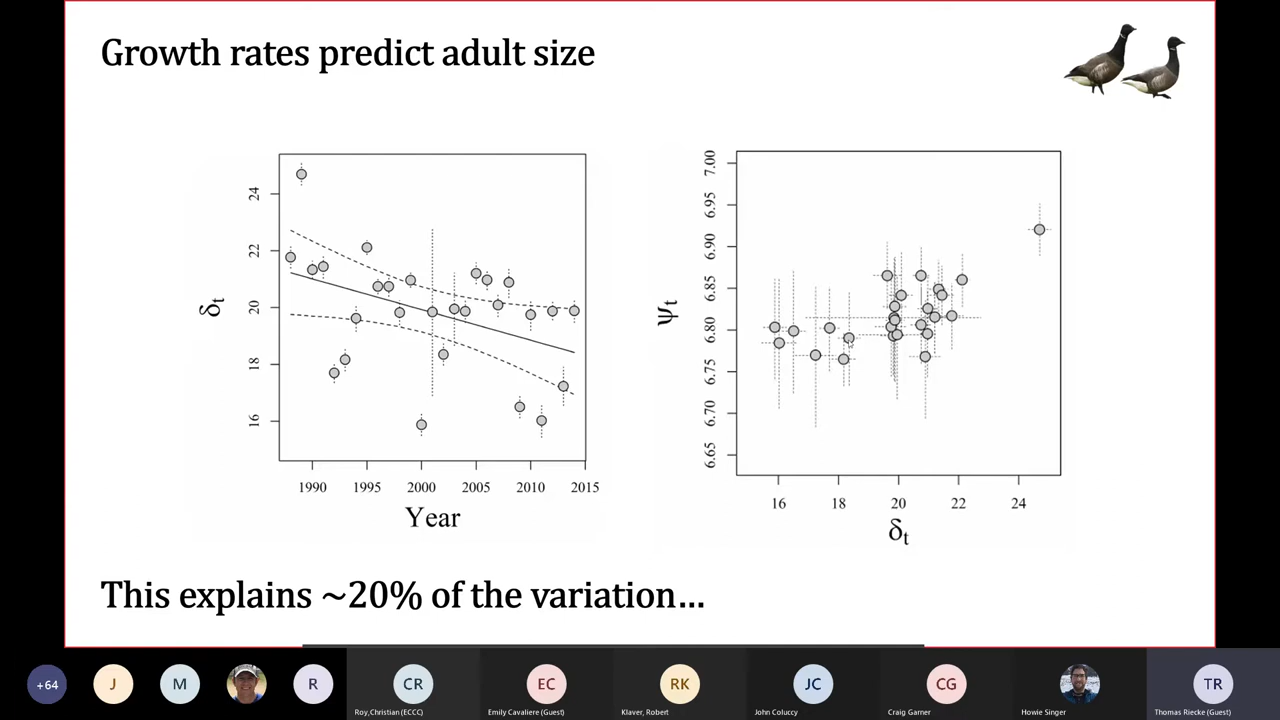 Growth rates predict adult size
24
22
20
18
16
δt
1990 1995 2000 2005 2010 2015
Year
7.00
6.95
6.90
6.85
6.80
6.75
6.70
6.65
ψt
16 18 20 22 24
δt
This explains ~20% of the variation...
+64 J M R CR EC RK JC CG TR
Roy,Christian (ECCC) Emily Cavaliere (Guest) Klaver, Robert John Coluccy Craig Garner Howie Singer Thomas Riecke (Guest)